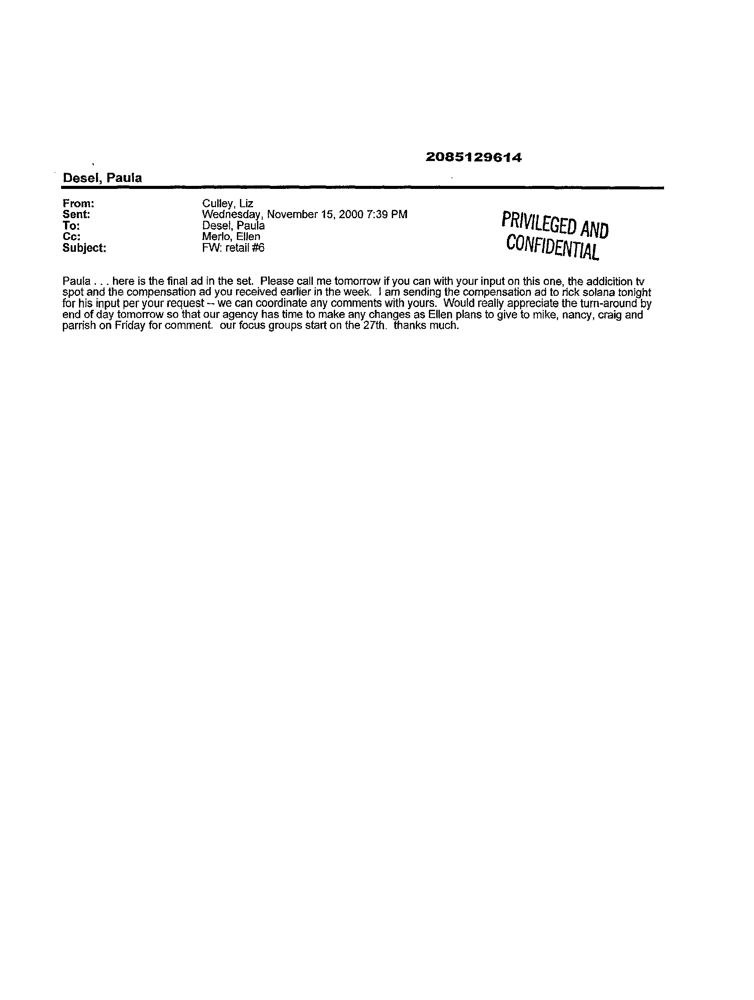 2085129614
Desel, Paula
From: Culley, Liz
Sent: Wednesday, November 15, 2000 7:39 PM
To: Desel, Paula
Cc: Merlo, Ellen
Subject: FW: retail #6
PRIVILEGED AND
CONFIDENTIAL
Paula . . . here is the final ad in the set. Please call me tomorrow if you can with your input on this one, the addicition tv
spot and the compensation ad you received earlier in the week. I am sending the compensation ad to rick solana tonight
for his input per your request -- we can coordinate any comments with yours. Would really appreciate the turn-around by
end of day tomorrow so that our agency has time to make any changes as Ellen plans to give to mike, nancy, craig and
parrish on Friday for comment. our focus groups start on the 27th. thanks much.